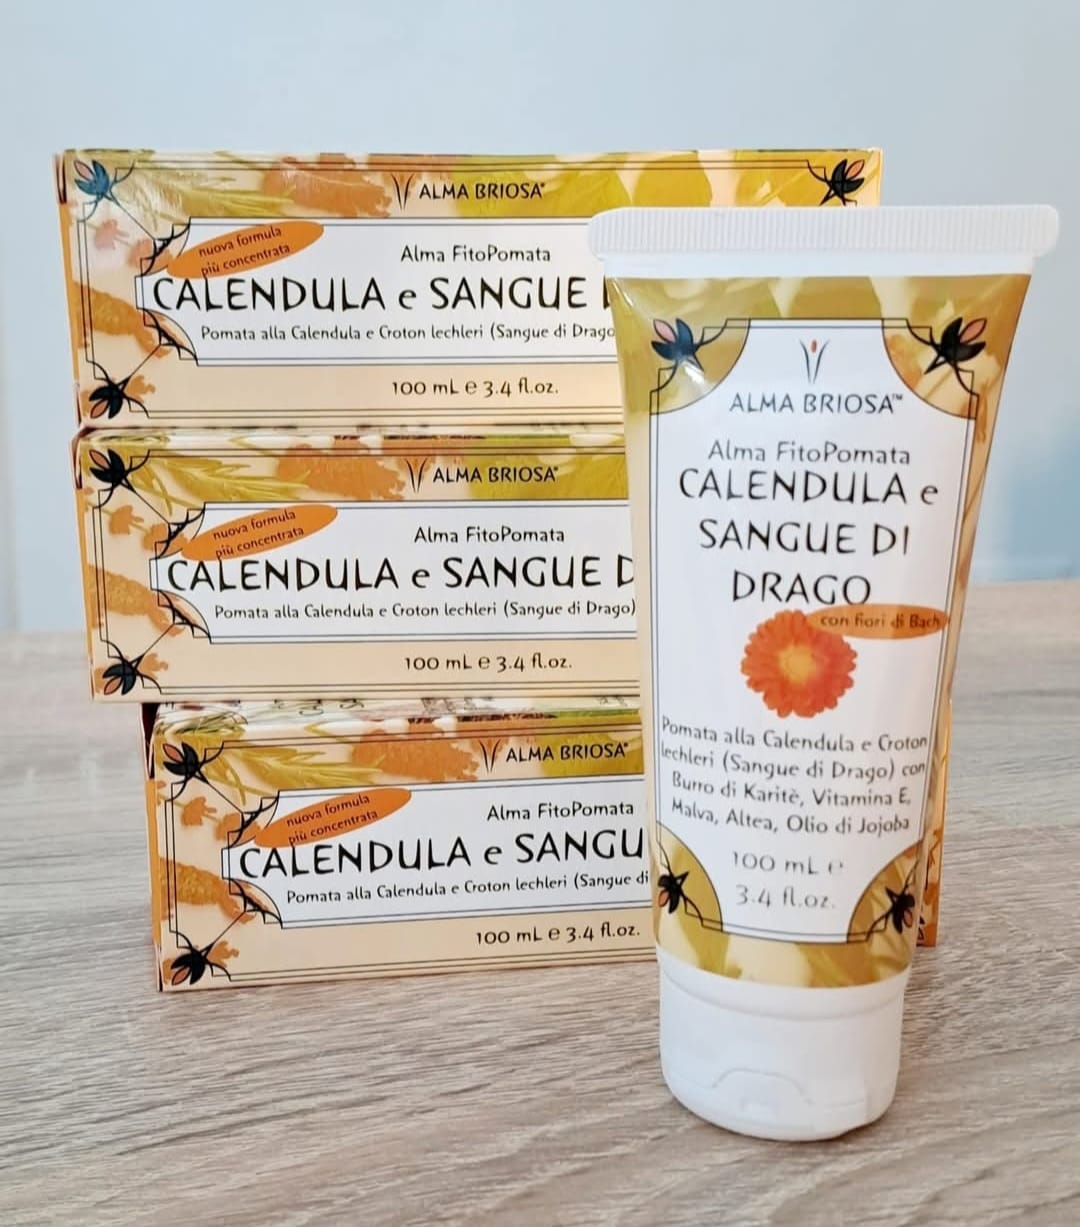 ALMA BRIOSA®
nuova formula
più concentrata
Alma FitoPomata
CALENDULA e SANGUE
Pomata alla Calendula e Croton lechleri (Sangue di Drago
100 mL e 3.4 fl.oz.
ALMA BRIOSA®
nuova formula
più concentrata
Alma FitoPomata
CALENDULA e SANGUE D
Pomata alla Calendula e Croton lechleri (Sangue di Drago)
100 mL e 3.4 fl.oz.
ALMA BRIOSA®
nuova formula
più concentrata
Alma FitoPomata
CALENDULA e SANGU
Pomata alla Calendula e Croton lechleri (Sangue di
100 mL e 3.4 fl.oz.
ALMA BRIOSA™
Alma FitoPomata
CALENDULA e
SANGUE DI
DRAGO
con fiori di Bach
Pomata alla Calendula e Croton
lechleri (Sangue di Drago) con
Burro di Karitè, Vitamina E,
Malva, Altea, Olio di Jojoba
100 mL e
3.4 fl.oz.